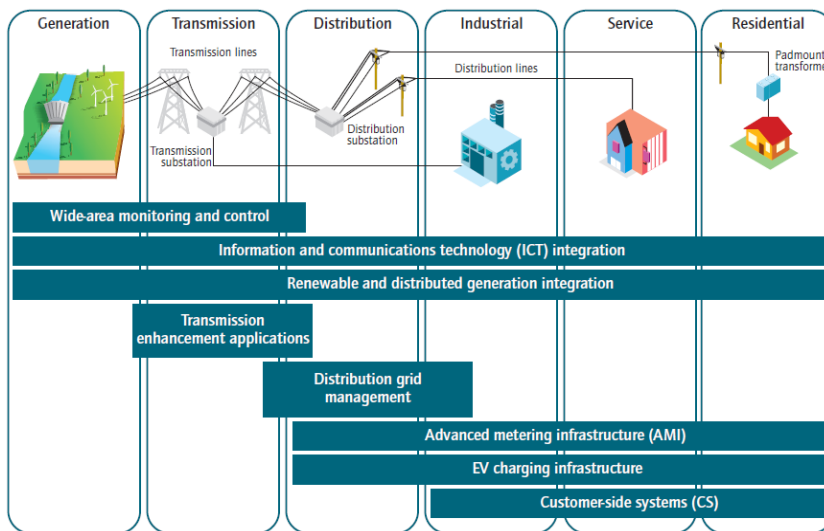 Generation
Transmission
Distribution
Industrial
Service
Residential
Transmission lines
Distribution lines
Padmount
transformer
Transmission
substation
Distribution
substation
Wide-area monitoring and control
Information and communications technology (ICT) integration
Renewable and distributed generation integration
Transmission
enhancement applications
Distribution grid
management
Advanced metering infrastructure (AMI)
EV charging infrastructure
Customer-side systems (CS)